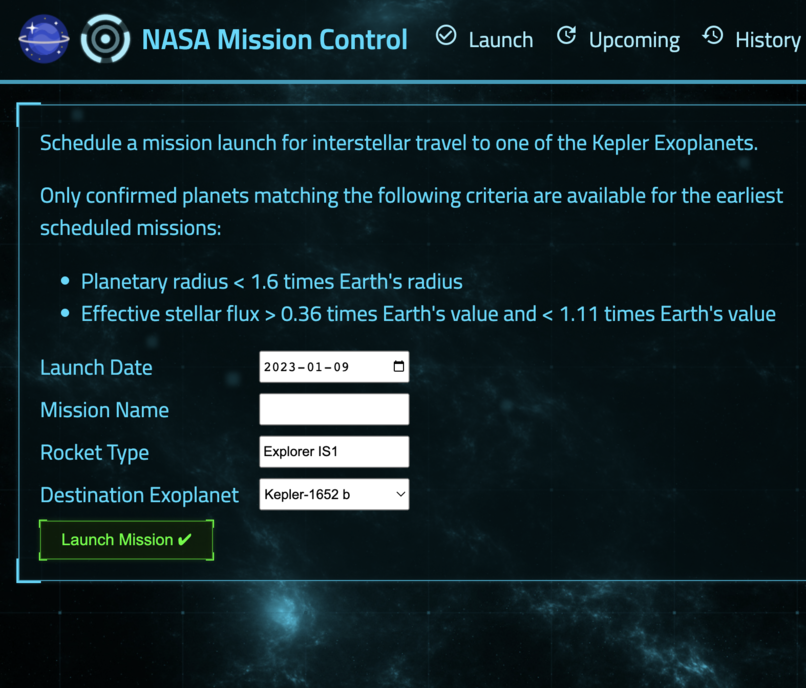 NASA Mission Control Launch Upcoming History
Schedule a mission launch for interstellar travel to one of the Kepler Exoplanets.
Only confirmed planets matching the following criteria are available for the earliest
scheduled missions:
• Planetary radius < 1.6 times Earth's radius
• Effective stellar flux > 0.36 times Earth's value and < 1.11 times Earth's value
Launch Date 2023-01-09
Mission Name
Rocket Type Explorer IS1
Destination Exoplanet Kepler-1652 b
Launch Mission ✔